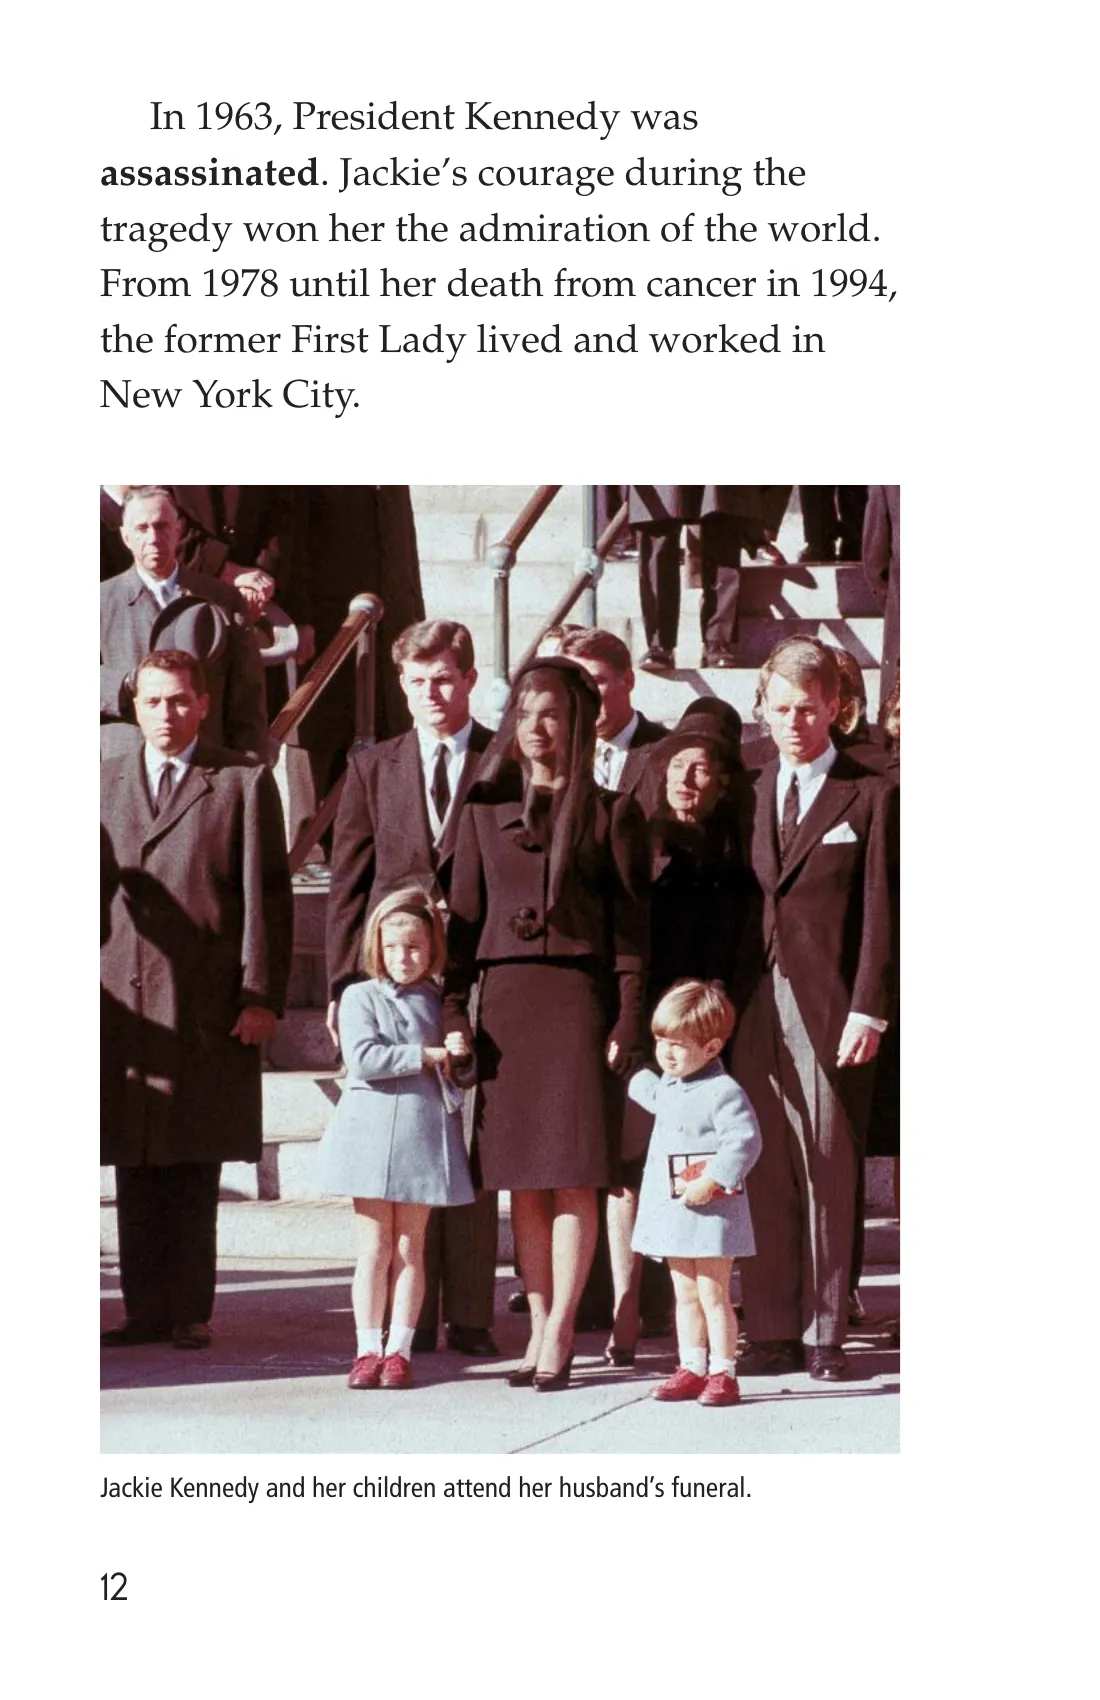 In 1963, President Kennedy was
assassinated. Jackie’s courage during the
tragedy won her the admiration of the world.
From 1978 until her death from cancer in 1994,
the former First Lady lived and worked in
New York City.
Jackie Kennedy and her children attend her husband’s funeral.
12